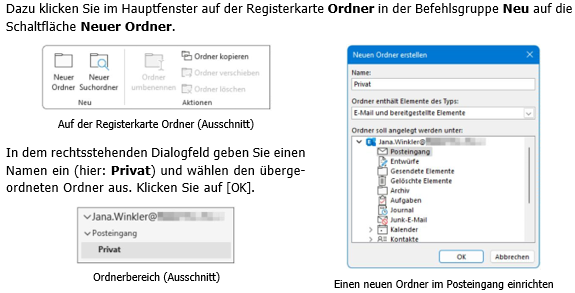 Dazu klicken Sie im Hauptfenster auf der Registerkarte Ordner in der Befehlsgruppe Neu auf die
Schaltfläche Neuer Ordner.
Neuer
Ordner
Neuer
Suchordner
Neu
Ordner
umbenennen
Ordner kopieren
Ordner verschieben
Ordner löschen
Aktionen
Auf der Registerkarte Ordner (Ausschnitt)
In dem rechtsstehenden Dialogfeld geben Sie einen
Namen ein (hier: Privat) und wählen den überge-
ordneten Ordner aus. Klicken Sie auf [OK].
Jana.Winkler@
Posteingang
Privat
Ordnerbereich (Ausschnitt)
Neuen Ordner erstellen
Name:
Privat
Ordner enthält Elemente des Typs:
E-Mail und bereitgestellte Elemente
Ordner soll angelegt werden unter:
Jana.Winkler@
Posteingang
Entwürfe
Gesendete Elemente
Gelöschte Elemente
Archiv
Aufgaben
Journal
Junk-E-Mail
Kalender
Kontakte
OK
Abbrechen
Einen neuen Ordner im Posteingang einrichten